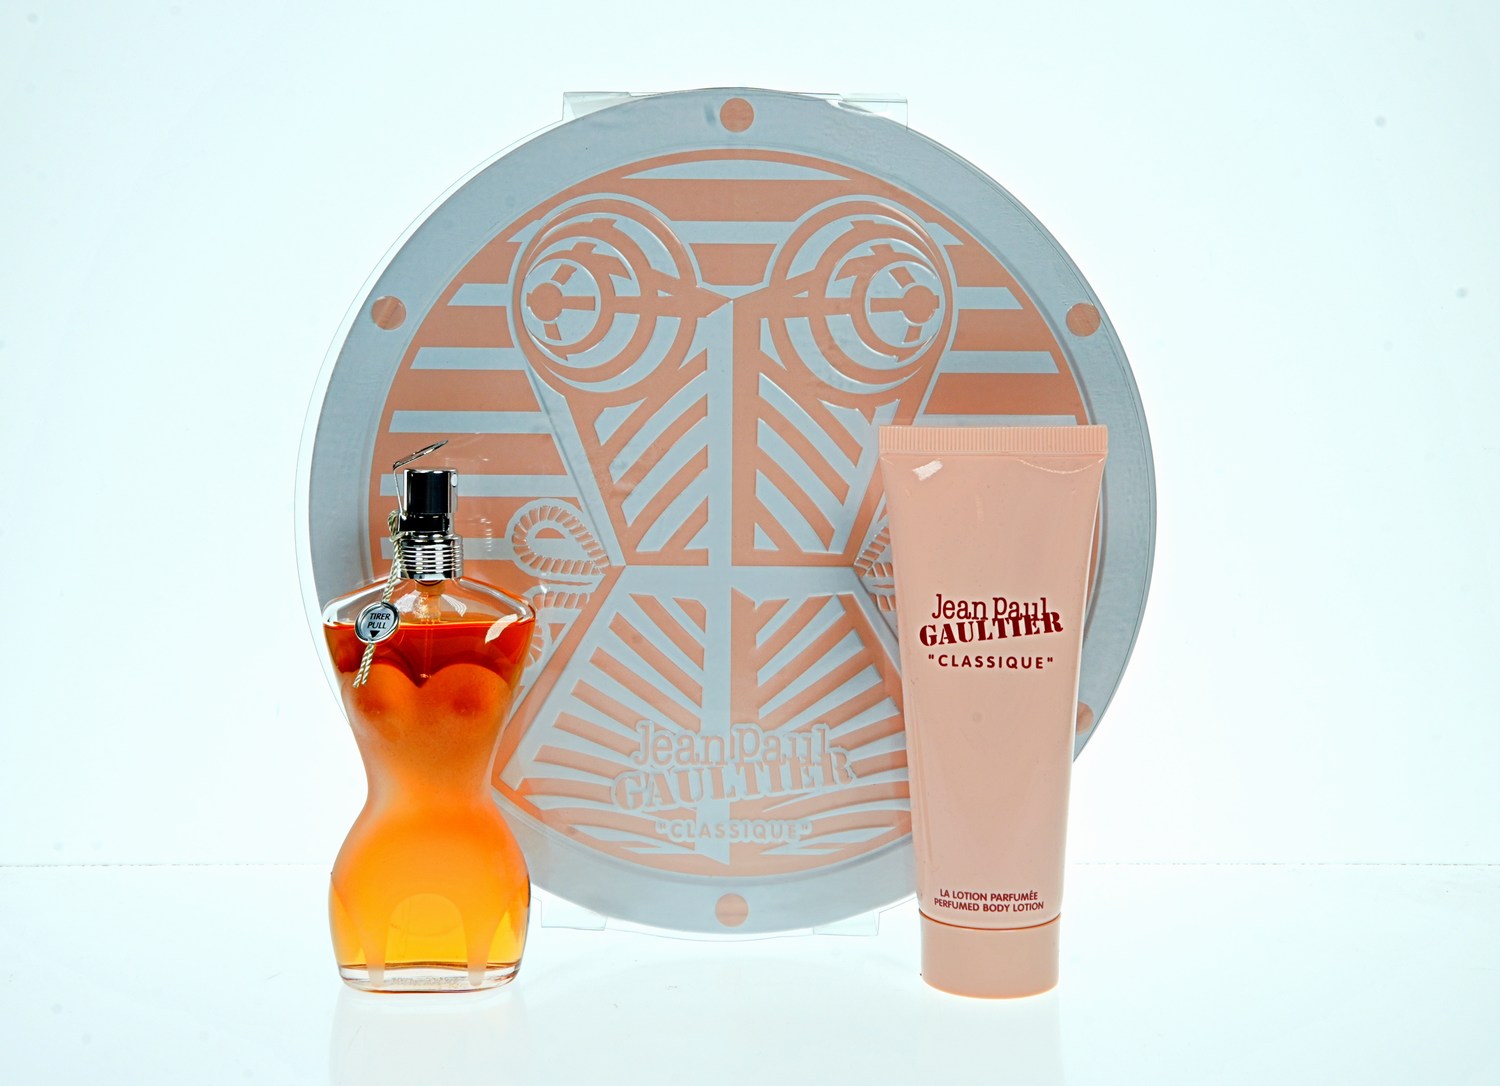 TIRER
PULL
Jean Paul
GAULTIER
"CLASSIQUE"
Jean Paul
GAULTIER
"CLASSIQUE"
LA LOTION PARFUMÉE
PERFUMED BODY LOTION